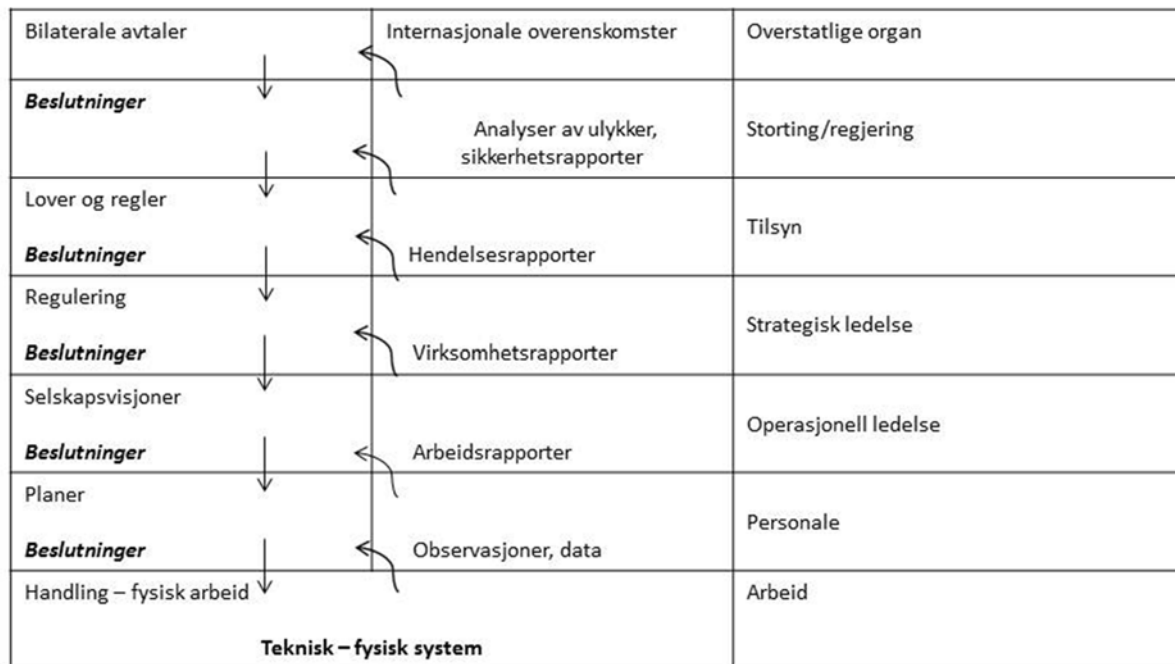 Bilaterale avtaler
Internasjonale overenskomster
Overstatlige organ
Beslutninger
Analyser av ulykker,
sikkerhetsrapporter
Storting/regjering
Lover og regler
Beslutninger
Hendelsesrapporter
Tilsyn
Regulering
Beslutninger
Virksomhetsrapporter
Strategisk ledelse
Selskapsvisjoner
Beslutninger
Arbeidsrapporter
Operasjonell ledelse
Planer
Beslutninger
Observasjoner, data
Personale
Handling – fysisk arbeid
Arbeid
Teknisk – fysisk system